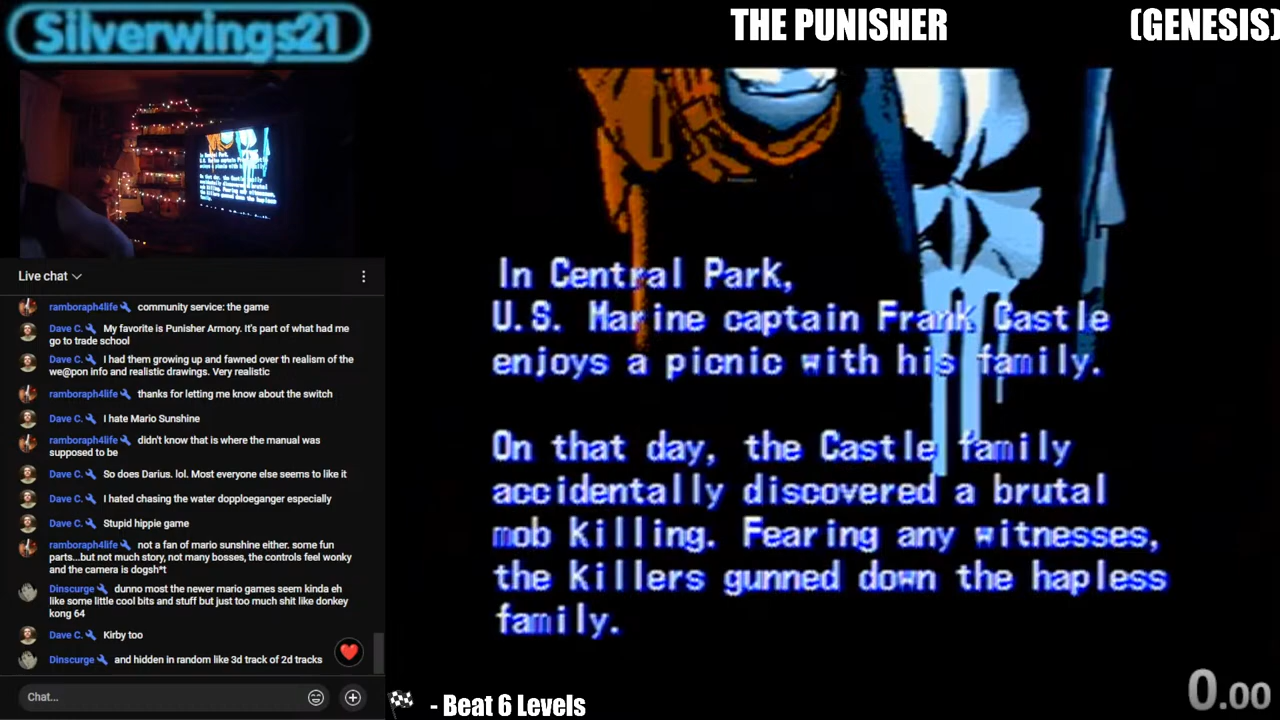 Silverwings21
THE PUNISHER
(GENESIS)
Live chat
ramboraph4life community service: the game
Dave C. My favorite is Punisher Armory. It's part of what had me
go to trade school
Dave C. I had them growing up and fawned over th realism of the
we@pon info and realistic drawings. Very realistic
ramboraph4life thanks for letting me know about the switch
Dave C. I hate Mario Sunshine
ramboraph4life didn't know that is where the manual was
supposed to be
Dave C. So does Darius. lol. Most everyone else seems to like it
Dave C. I hated chasing the water dopploeganger especially
Dave C. Stupid hippie game
ramboraph4life not a fan of mario sunshine either. some fun
parts...but not much story, not many bosses, the controls feel wonky
and the camera is dogsh*t
Dinscurge dunno most the newer mario games seem kinda eh
like some little cool bits and stuff but just too much shit like donkey
kong 64
Dave C. Kirby too
Dinscurge and hidden in random like 3d track of 2d tracks
Chat...
In Central Park,
U.S. Marine captain Frank Castle
enjoys a picnic with his family.
On that day, the Castle family
accidentally discovered a brutal
mob killing. Fearing any witnesses,
the killers gunned down the hapless
family.
- Beat 6 Levels
0.00